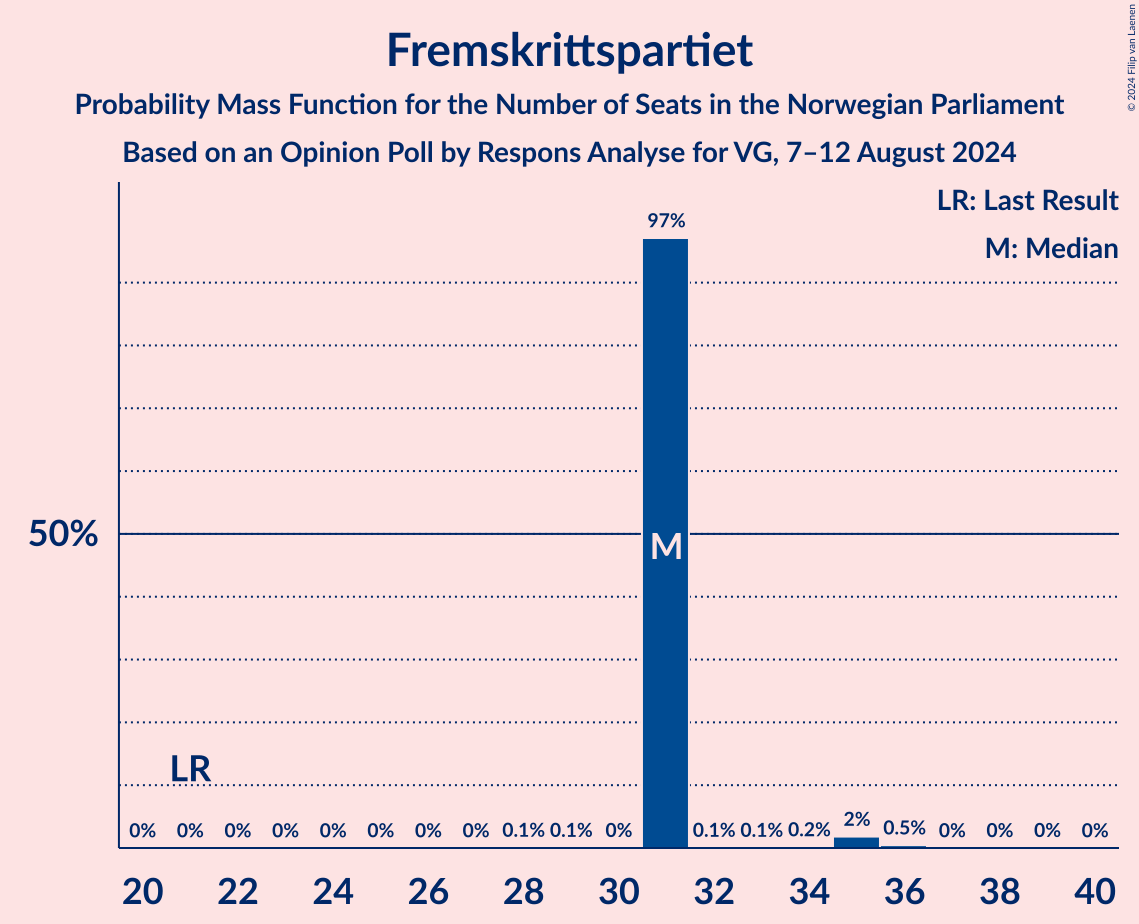 Fremskrittspartiet
Probability Mass Function for the Number of Seats in the Norwegian Parliament
Based on an Opinion Poll by Respons Analyse for VG, 7–12 August 2024
© 2024 Filip van Laenen
LR: Last Result
M: Median
97%
50%
M
LR
0% 0% 0% 0% 0% 0% 0% 0% 0.1% 0.1% 0% 0.1% 0.1% 0.2% 2% 0.5% 0% 0% 0% 0%
20 22 24 26 28 30 32 34 36 38 40